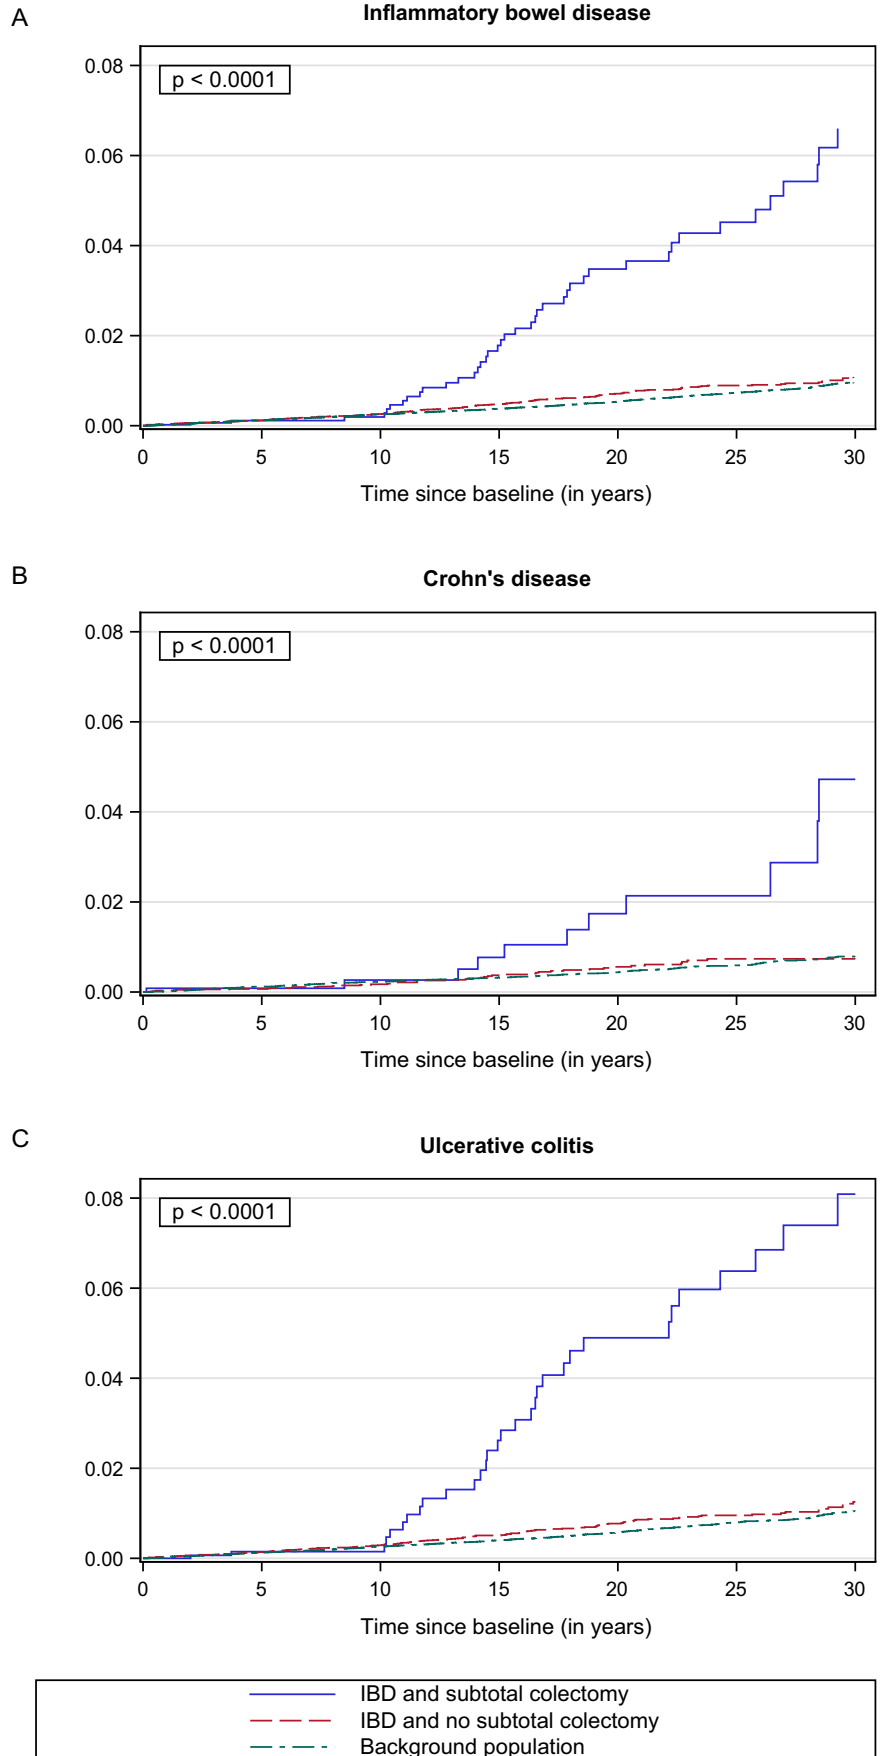 A
Inflammatory bowel disease
p < 0.0001
0.08
0.06
0.04
0.02
0.00
0 5 10 15 20 25 30
Time since baseline (in years)
B
Crohn's disease
p < 0.0001
0.08
0.06
0.04
0.02
0.00
0 5 10 15 20 25 30
Time since baseline (in years)
C
Ulcerative colitis
p < 0.0001
0.08
0.06
0.04
0.02
0.00
0 5 10 15 20 25 30
Time since baseline (in years)
IBD and subtotal colectomy
IBD and no subtotal colectomy
Background population